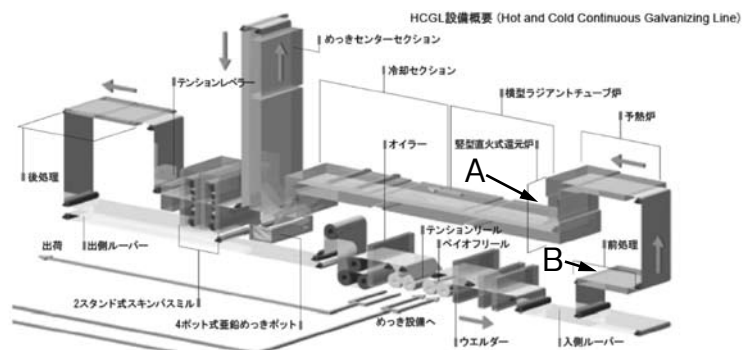 HCGL設備概要 (Hot and Cold Continuous Galvanizing Line)
めっきセンターセクション
冷却セクション
テンションレベラー
横型ラジアントチューブ炉
予熱炉
オイラー
竪型直火式還元炉
A
後処理
テンションリール
ペイオフリール
前処理
B
出荷
出側ルーパー
2スタンド式スキンパスミル
4ポット式亜鉛めっきポット
めっき設備へ
ウエルダー
入側ルーパー